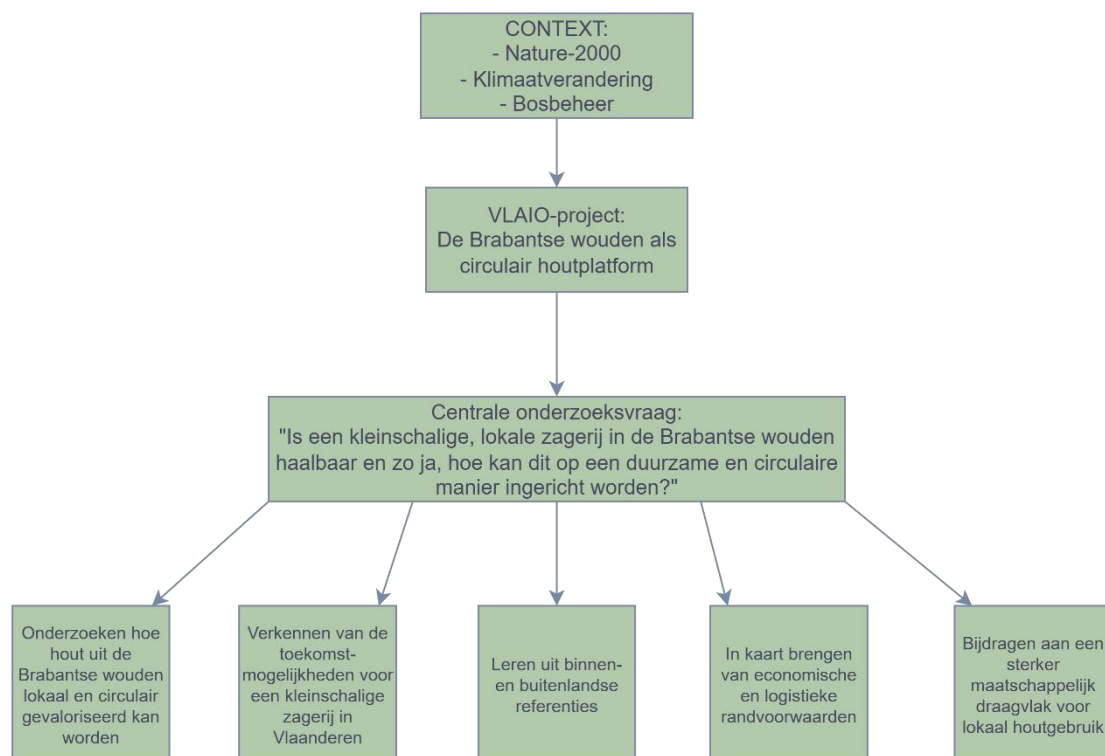 CONTEXT:
- Nature-2000
- Klimaatverandering
- Bosbeheer
VLAIO-project:
De Brabantse wouden als
circulair houtplatform
Centrale onderzoeksvraag:
"Is een kleinschalige, lokale zagerij in de Brabantse wouden
haalbaar en zo ja, hoe kan dit op een duurzame en circulaire
manier ingericht worden?"
Onderzoeken hoe
hout uit de
Brabantse wouden
lokaal en circulair
gevaloriseerd kan
worden
Verkennen van de
toekomst-
mogelijkheden voor
een kleinschalige
zagerij in
Vlaanderen
Leren uit binnen-
en buitenlandse
referenties
In kaart brengen
van economische
en logistieke
randvoorwaarden
Bijdragen aan een
sterker
maatschappelijk
draagvlak voor
lokaal houtgebruik